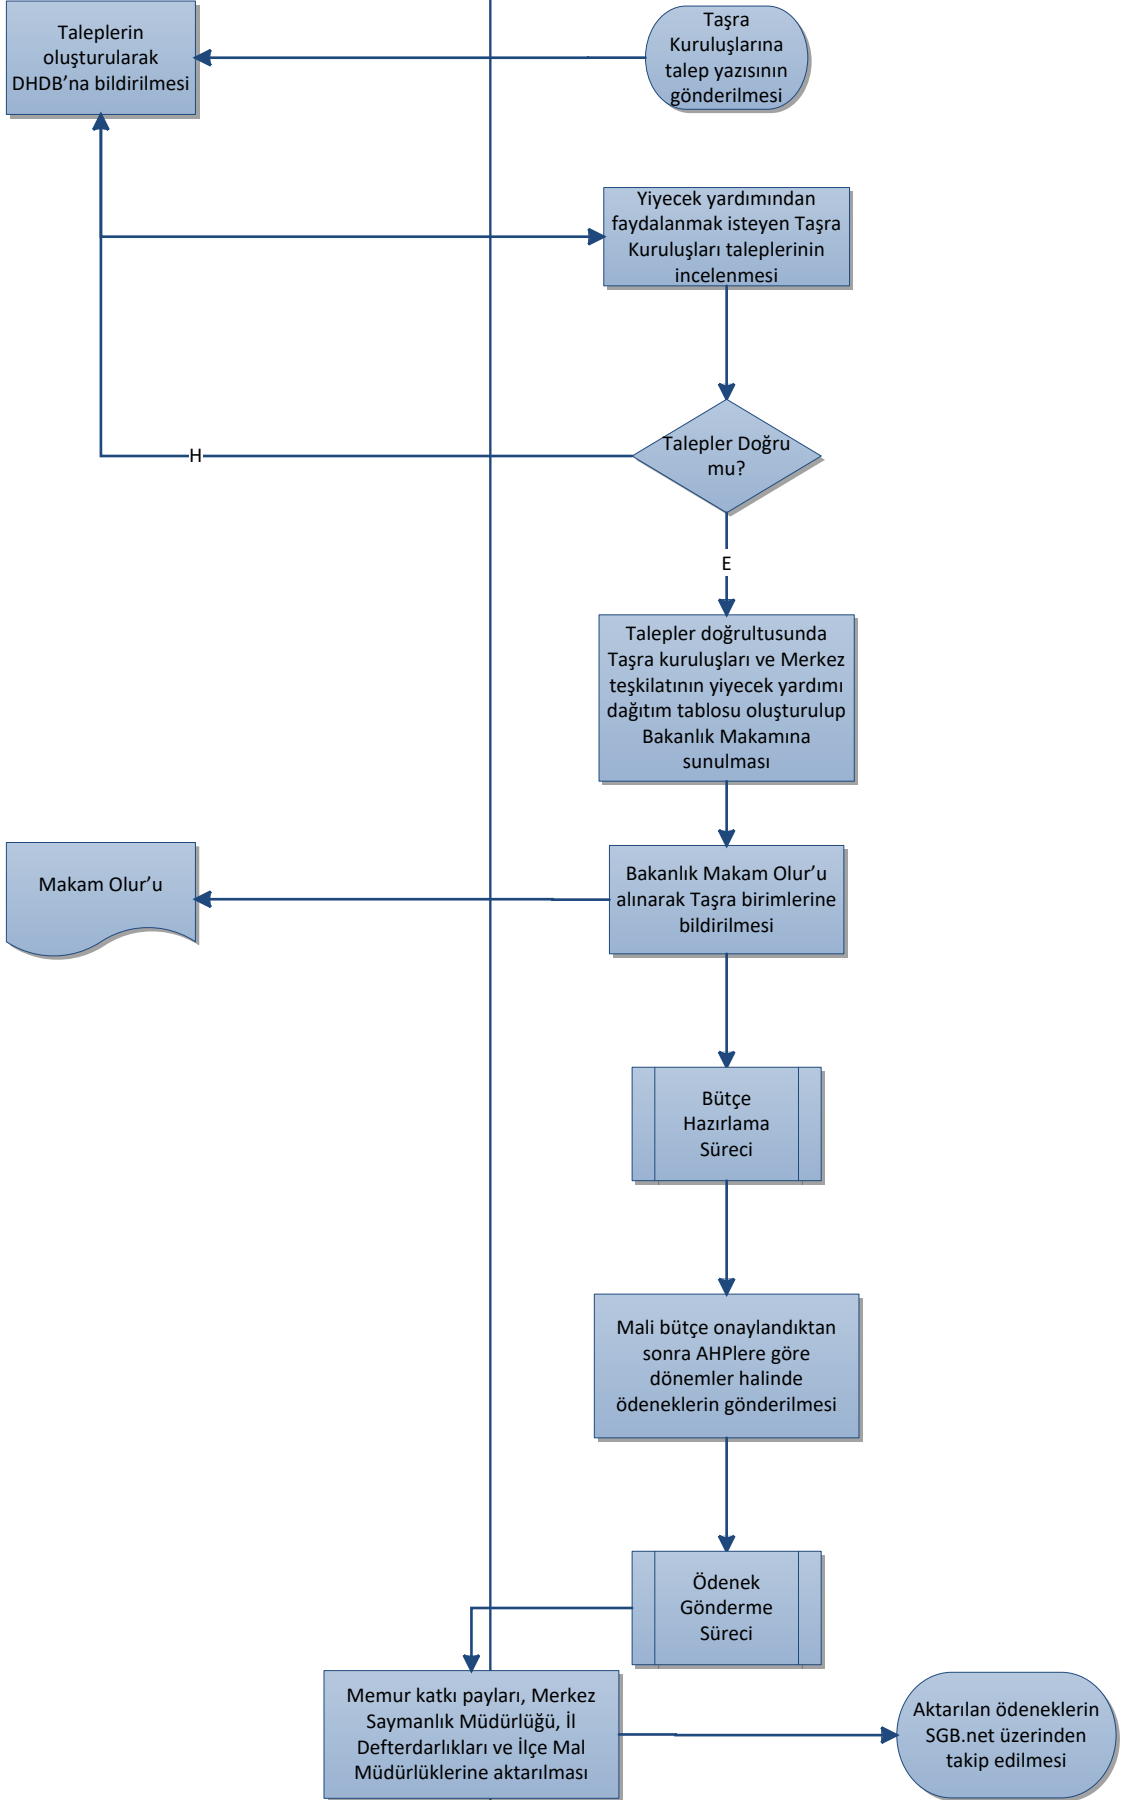 Taleplerin
oluşturularak
DHDB’na bildirilmesi
Taşra
Kuruluşlarına
talep yazısının
gönderilmesi
Yiyecek yardımından
faydalanmak isteyen Taşra
Kuruluşları taleplerinin
incelenmesi
Talepler Doğru
mu?
H
E
Talepler doğrultusunda
Taşra kuruluşları ve Merkez
teşkilatının yiyecek yardımı
dağıtım tablosu oluşturulup
Bakanlık Makamına
sunulması
Makam Olur’u
Bakanlık Makam Olur’u
alınarak Taşra birimlerine
bildirilmesi
Bütçe
Hazırlama
Süreci
Mali bütçe onaylandıktan
sonra AHPlere göre
dönemler halinde
ödeneklerin gönderilmesi
Ödenek
Gönderme
Süreci
Memur katkı payları, Merkez
Saymanlık Müdürlüğü, İl
Defterdarlıkları ve İlçe Mal
Müdürlüklerine aktarılması
Aktarılan ödeneklerin
SGB.net üzerinden
takip edilmesi